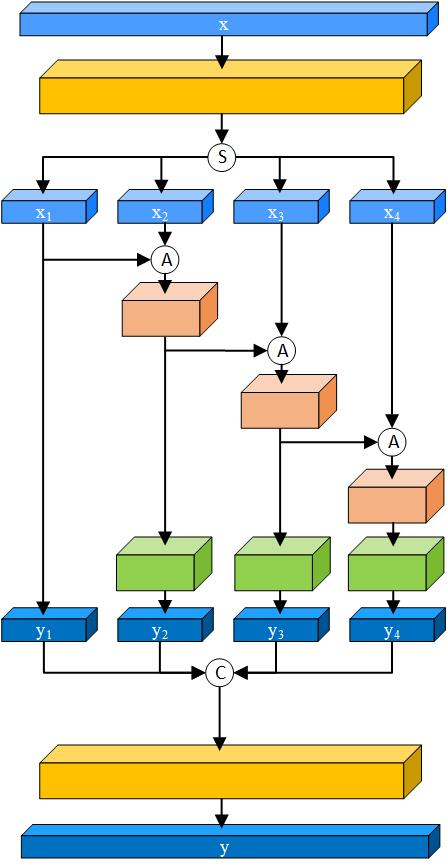 x
S
x₁ x₂ x₃ x₄
A
A
A
y₁ y₂ y₃ y₄
C
y